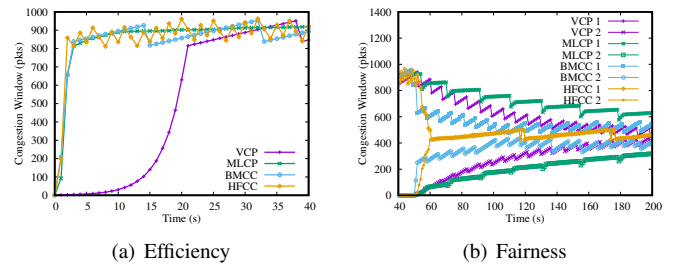 Congestion Window (pkts)
1000
900
800
700
600
500
400
300
200
100
0
VCP
MLCP
BMCC
HFCC
0 5 10 15 20 25 30 35 40
Time (s)
(a) Efficiency
Congestion Window (pkts)
1400
1200
1000
800
600
400
200
0
VCP 1
VCP 2
MLCP 1
MLCP 2
BMCC 1
BMCC 2
HFCC 1
HFCC 2
40 60 80 100 120 140 160 180 200
Time (s)
(b) Fairness